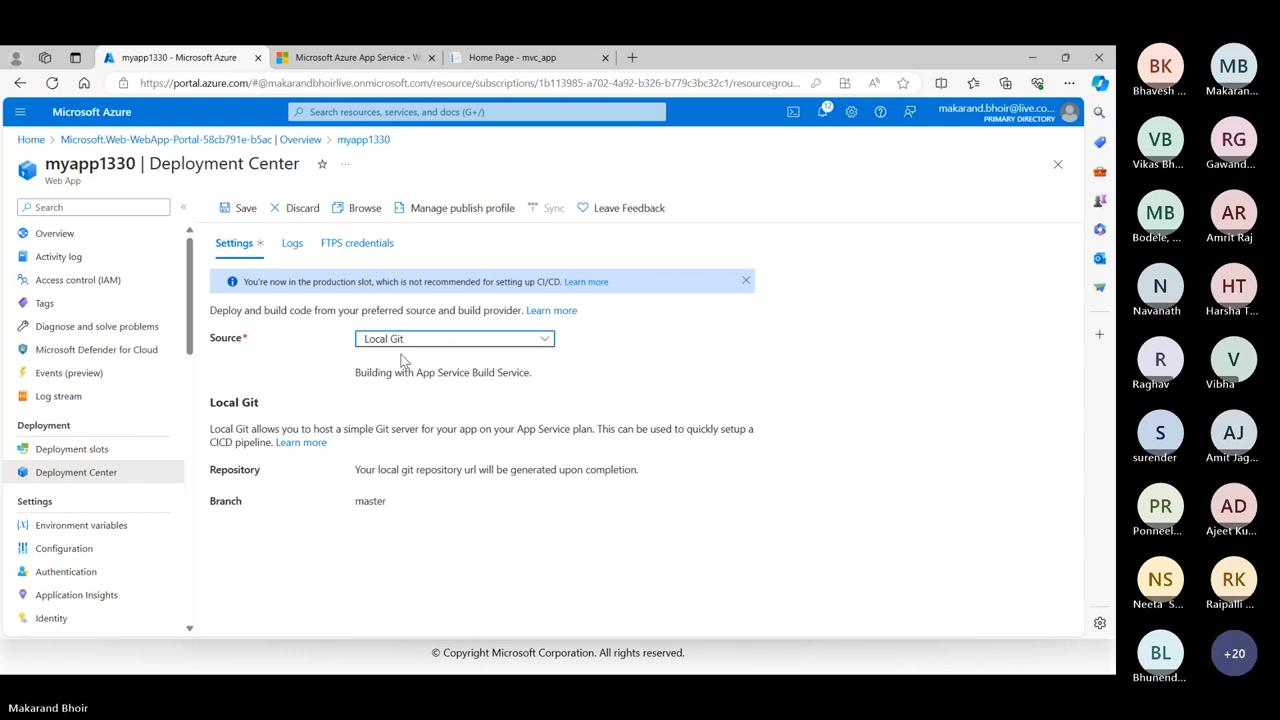 myapp1330 - Microsoft Azure
Microsoft Azure App Service - W
Home Page - mvc_app
https://portal.azure.com/#@makarandbhoirlive.onmicrosoft.com/resource/subscriptions/1b113985-a702-4a92-b326-b779c3bc32c1/resourcegrou...
Microsoft Azure
Search resources, services, and docs (G+/)
12
makarand.bhoir@live.co...
PRIMARY DIRECTORY
Home > Microsoft.Web-WebApp-Portal-58cb791e-b5ac | Overview > myapp1330
myapp1330 | Deployment Center
Web App
Search
Overview
Activity log
Access control (IAM)
Tags
Diagnose and solve problems
Microsoft Defender for Cloud
Events (preview)
Log stream
Deployment
Deployment slots
Deployment Center
Settings
Environment variables
Configuration
Authentication
Application Insights
Identity
Save
Discard
Browse
Manage publish profile
Sync
Leave Feedback
Settings *
Logs
FTPS credentials
You're now in the production slot, which is not recommended for setting up CI/CD. Learn more
Deploy and build code from your preferred source and build provider. Learn more
Source*
Local Git
Building with App Service Build Service.
Local Git
Local Git allows you to host a simple Git server for your app on your App Service plan. This can be used to quickly setup a
CICD pipeline. Learn more
Repository
Your local git repository url will be generated upon completion.
Branch
master
© Copyright Microsoft Corporation. All rights reserved.
Makarand Bhoir
BK
Bhavesh ...
MB
Makaran...
VB
Vikas Bh...
RG
Gawand...
MB
Bodele, ...
AR
Amrit Raj
N
Navanath
HT
Harsha T...
R
Raghav
V
Vibha
S
surender
AJ
Amit Jag...
PR
Ponneel...
AD
Ajeet Ku...
NS
Neeta S...
RK
Raipalli ...
BL
Bhunend...
+20